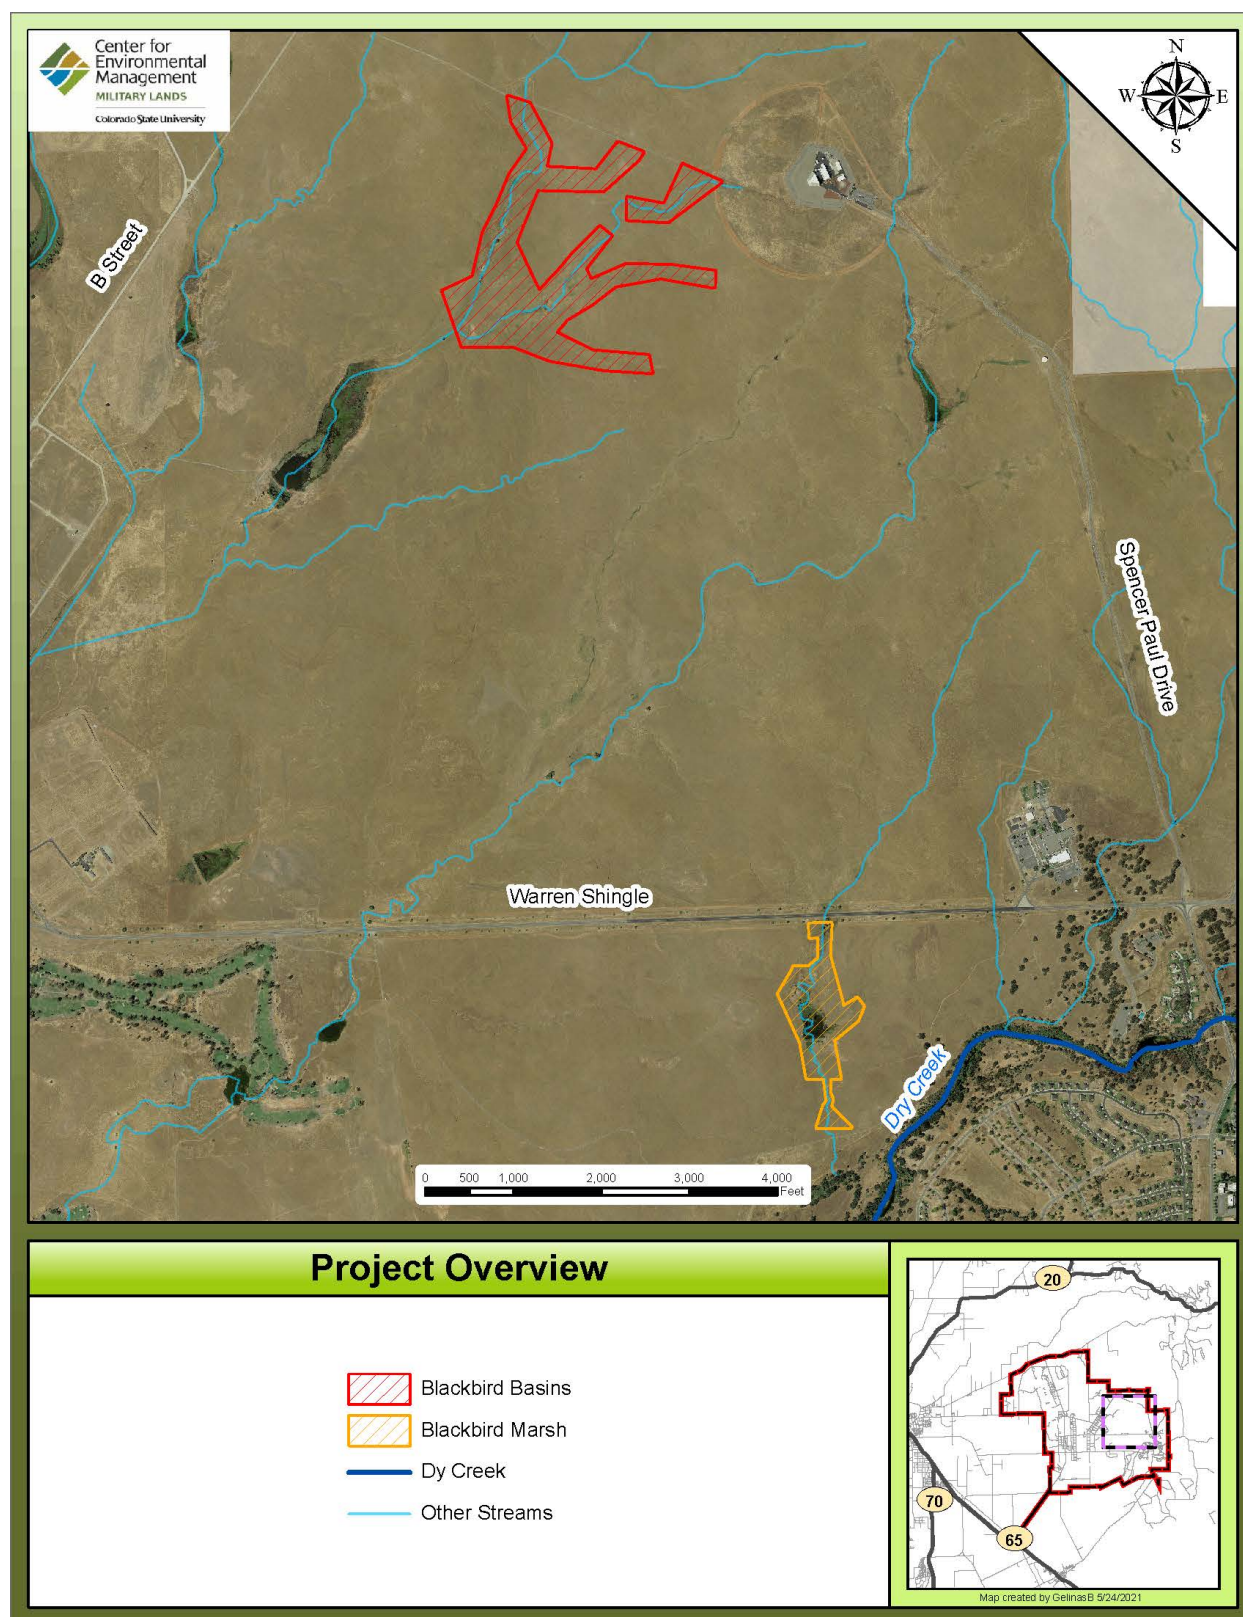 Center for
Environmental
Management
MILITARY LANDS
Colorado State University
N
W E
S
B Street
Spencer Paul Drive
Warren Shingle
Dry Creek
0 500 1,000 2,000 3,000 4,000
Feet
Project Overview
Blackbird Basins
Blackbird Marsh
Dy Creek
Other Streams
20
70
65
Map created by GelinasB 5/24/2021